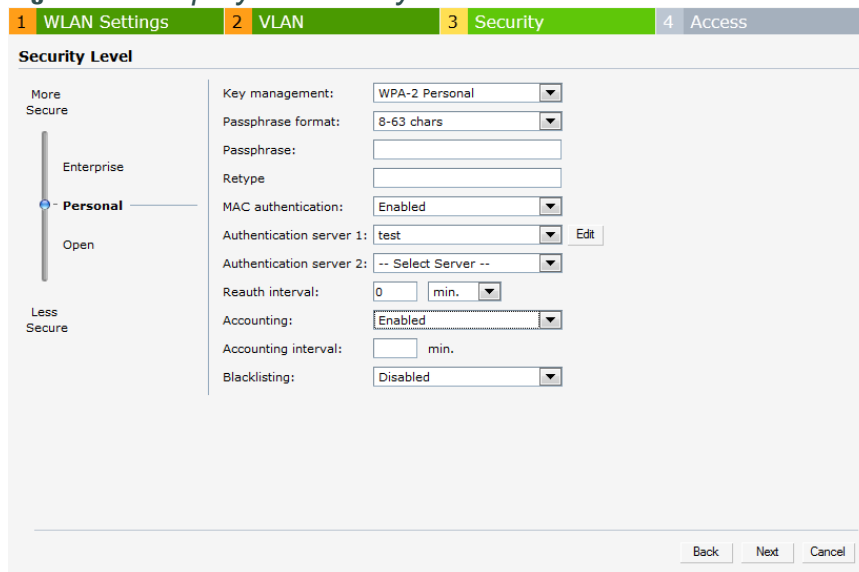 1 WLAN Settings 2 VLAN 3 Security 4 Access
Security Level
More
Secure
Enterprise
Personal
Open
Less
Secure
Key management: WPA-2 Personal
Passphrase format: 8-63 chars
Passphrase:
Retype
MAC authentication: Enabled
Authentication server 1: test Edit
Authentication server 2: -- Select Server --
Reauth interval: 0 min.
Accounting: Enabled
Accounting interval: min.
Blacklisting: Disabled
Back Next Cancel